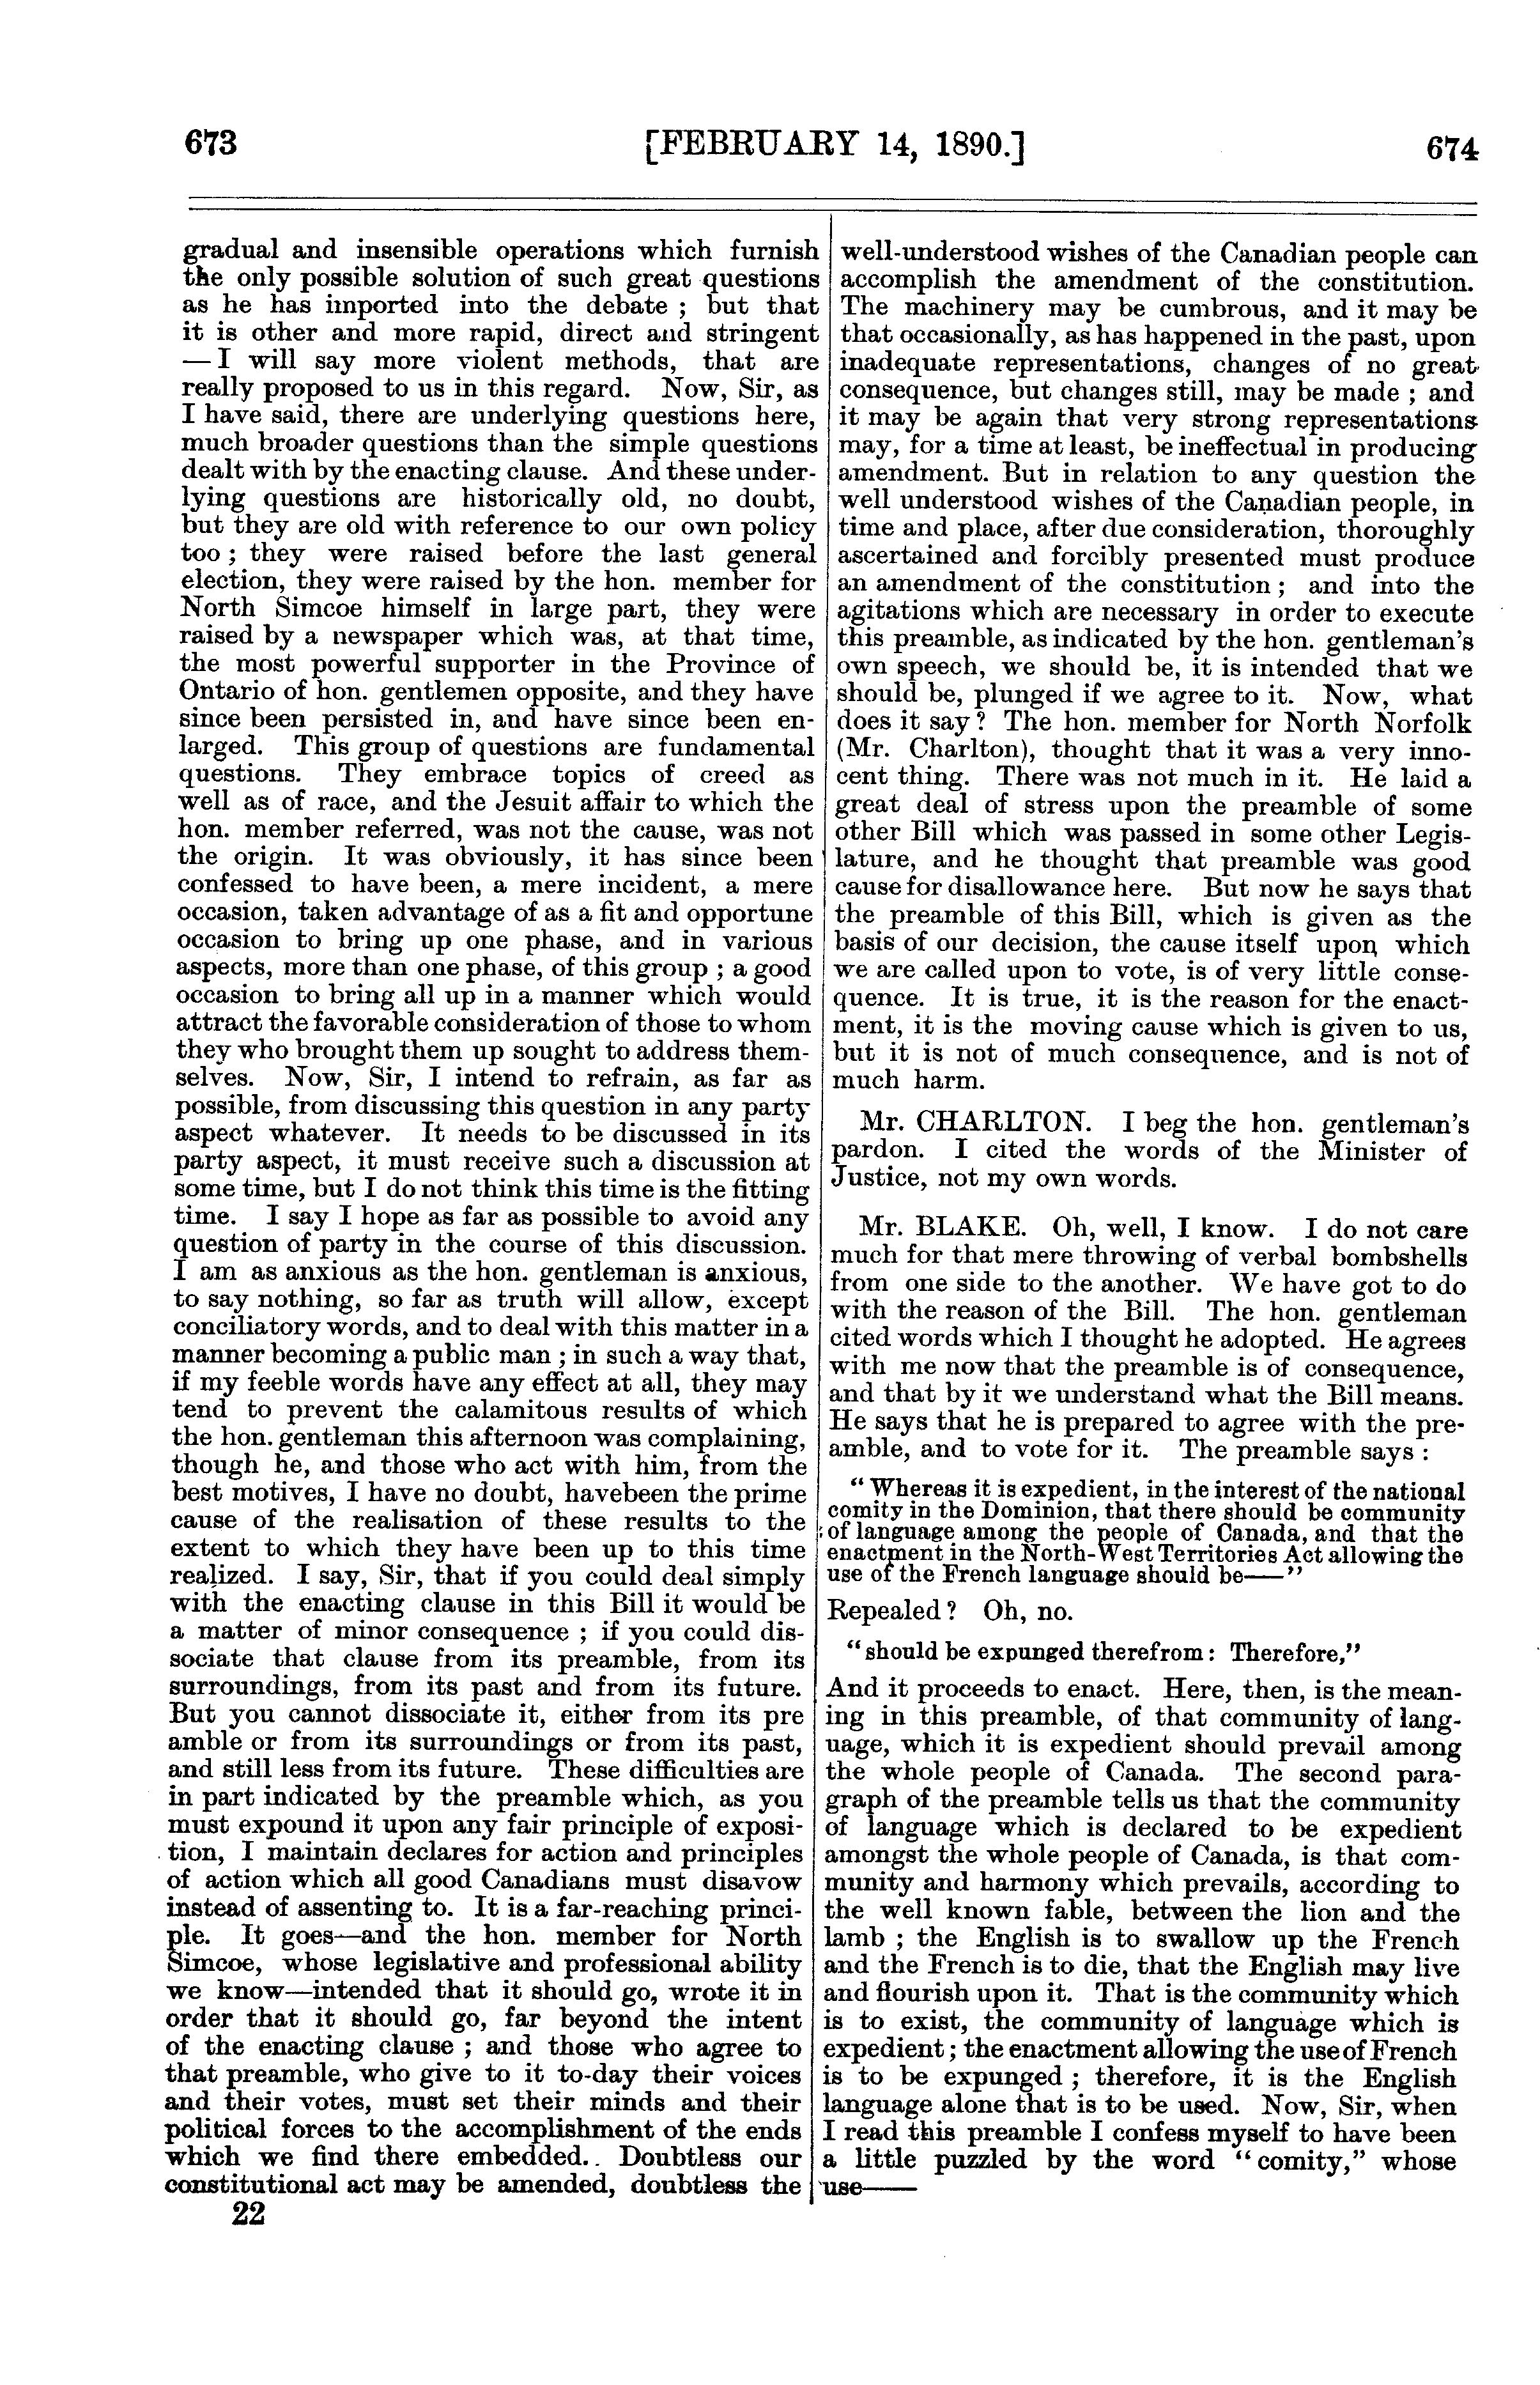 673
[FEBRUARY 14, 1890.]
674
gradual and insensible operations which furnish
the only possible solution of such great questions
as he has imported into the debate ; but that
it is other and more rapid, direct and stringent
— I will say more violent methods, that are
really proposed to us in this regard. Now, Sir, as
I have said, there are underlying questions here,
much broader questions than the simple questions
dealt with by the enacting clause. And these under-
lying questions are historically old, no doubt,
but they are old with reference to our own policy
too ; they were raised before the last general
election, they were raised by the hon. member for
North Simcoe himself in large part, they were
raised by a newspaper which was, at that time,
the most powerful supporter in the Province of
Ontario of hon. gentlemen opposite, and they have
since been persisted in, and have since been en-
larged. This group of questions are fundamental
questions. They embrace topics of creed as
well as of race, and the Jesuit affair to which the
hon. member referred, was not the cause, was not
the origin. It was obviously, it has since been
confessed to have been, a mere incident, a mere
occasion, taken advantage of as a fit and opportune
occasion to bring up one phase, and in various
aspects, more than one phase, of this group ; a good
occasion to bring all up in a manner which would
attract the favorable consideration of those to whom
they who brought them up sought to address them-
selves. Now, Sir, I intend to refrain, as far as
possible, from discussing this question in any party
aspect whatever. It needs to be discussed in its
party aspect, it must receive such a discussion at
some time, but I do not think this time is the fitting
time. I say I hope as far as possible to avoid any
question of party in the course of this discussion.
I am as anxious as the hon. gentleman is anxious,
to say nothing, so far as truth will allow, except
conciliatory words, and to deal with this matter in a
manner becoming a public man ; in such a way that,
if my feeble words have any effect at all, they may
tend to prevent the calamitous results of which
the hon. gentleman this afternoon was complaining,
though he, and those who act with him, from the
best motives, I have no doubt, havebeen the prime
cause of the realisation of these results to the
extent to which they have been up to this time
realized. I say, Sir, that if you could deal simply
with the enacting clause in this Bill it would be
a matter of minor consequence ; if you could dis-
sociate that clause from its preamble, from its
surroundings, from its past and from its future.
But you cannot dissociate it, either from its pre
amble or from its surroundings or from its past,
and still less from its future. These difficulties are
in part indicated by the preamble which, as you
must expound it upon any fair principle of exposi-
tion, I maintain declares for action and principles
of action which all good Canadians must disavow
instead of assenting to. It is a far-reaching princi-
ple. It goes—and the hon. member for North
Simcoe, whose legislative and professional ability
we know—intended that it should go, wrote it in
order that it should go, far beyond the intent
of the enacting clause ; and those who agree to
that preamble, who give to it to-day their voices
and their votes, must set their minds and their
political forces to the accomplishment of the ends
which we find there embedded. Doubtless our
constitutional act may be amended, doubtless the
22
well-understood wishes of the Canadian people can
accomplish the amendment of the constitution.
The machinery may be cumbrous, and it may be
that occasionally, as has happened in the past, upon
inadequate representations, changes of no great
consequence, but changes still, may be made ; and
it may be again that very strong representations
may, for a time at least, be ineffectual in producing
amendment. But in relation to any question the
well understood wishes of the Canadian people, in
time and place, after due consideration, thoroughly
ascertained and forcibly presented must produce
an amendment of the constitution ; and into the
agitations which are necessary in order to execute
this preamble, as indicated by the hon. gentleman's
own speech, we should be, it is intended that we
should be, plunged if we agree to it. Now, what
does it say ? The hon. member for North Norfolk
(Mr. Charlton), thought that it was a very inno-
cent thing. There was not much in it. He laid a
great deal of stress upon the preamble of some
other Bill which was passed in some other Legis-
lature, and he thought that preamble was good
cause for disallowance here. But now he says that
the preamble of this Bill, which is given as the
basis of our decision, the cause itself upon which
we are called upon to vote, is of very little conse-
quence. It is true, it is the reason for the enact-
ment, it is the moving cause which is given to us,
but it is not of much consequence, and is not of
much harm.
Mr. CHARLTON. I beg the hon. gentleman's
pardon. I cited the words of the Minister of
Justice, not my own words.
Mr. BLAKE. Oh, well, I know. I do not care
much for that mere throwing of verbal bombshells
from one side to the another. We have got to do
with the reason of the Bill. The hon. gentleman
cited words which I thought he adopted. He agrees
with me now that the preamble is of consequence,
and that by it we understand what the Bill means.
He says that he is prepared to agree with the pre-
amble, and to vote for it. The preamble says :
" Whereas it is expedient, in the interest of the national
comity in the Dominion, that there should be community
of language among the people of Canada, and that the
enactment in the North-West Territories Act allowing the
use of the French language should be——"
Repealed ? Oh, no.
"should be expunged therefrom: Therefore,"
And it proceeds to enact. Here, then, is the mean-
ing in this preamble, of that community of lang-
uage, which it is expedient should prevail among
the whole people of Canada. The second para-
graph of the preamble tells us that the community
of language which is declared to be expedient
amongst the whole people of Canada, is that com-
munity and harmony which prevails, according to
the well known fable, between the lion and the
lamb ; the English is to swallow up the French
and the French is to die, that the English may live
and flourish upon it. That is the community which
is to exist, the community of language which is
expedient ; the enactment allowing the use of French
is to be expunged ; therefore, it is the English
language alone that is to be used. Now, Sir, when
I read this preamble I confess myself to have been
a little puzzled by the word "comity," whose
use——